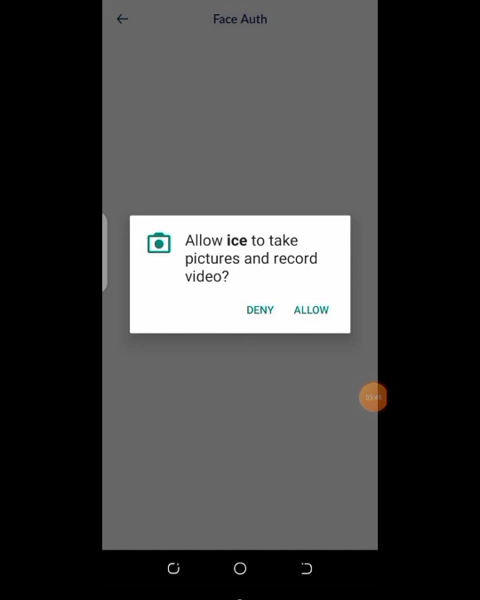 Face Auth
Allow ice to take
pictures and record
video?
DENY ALLOW